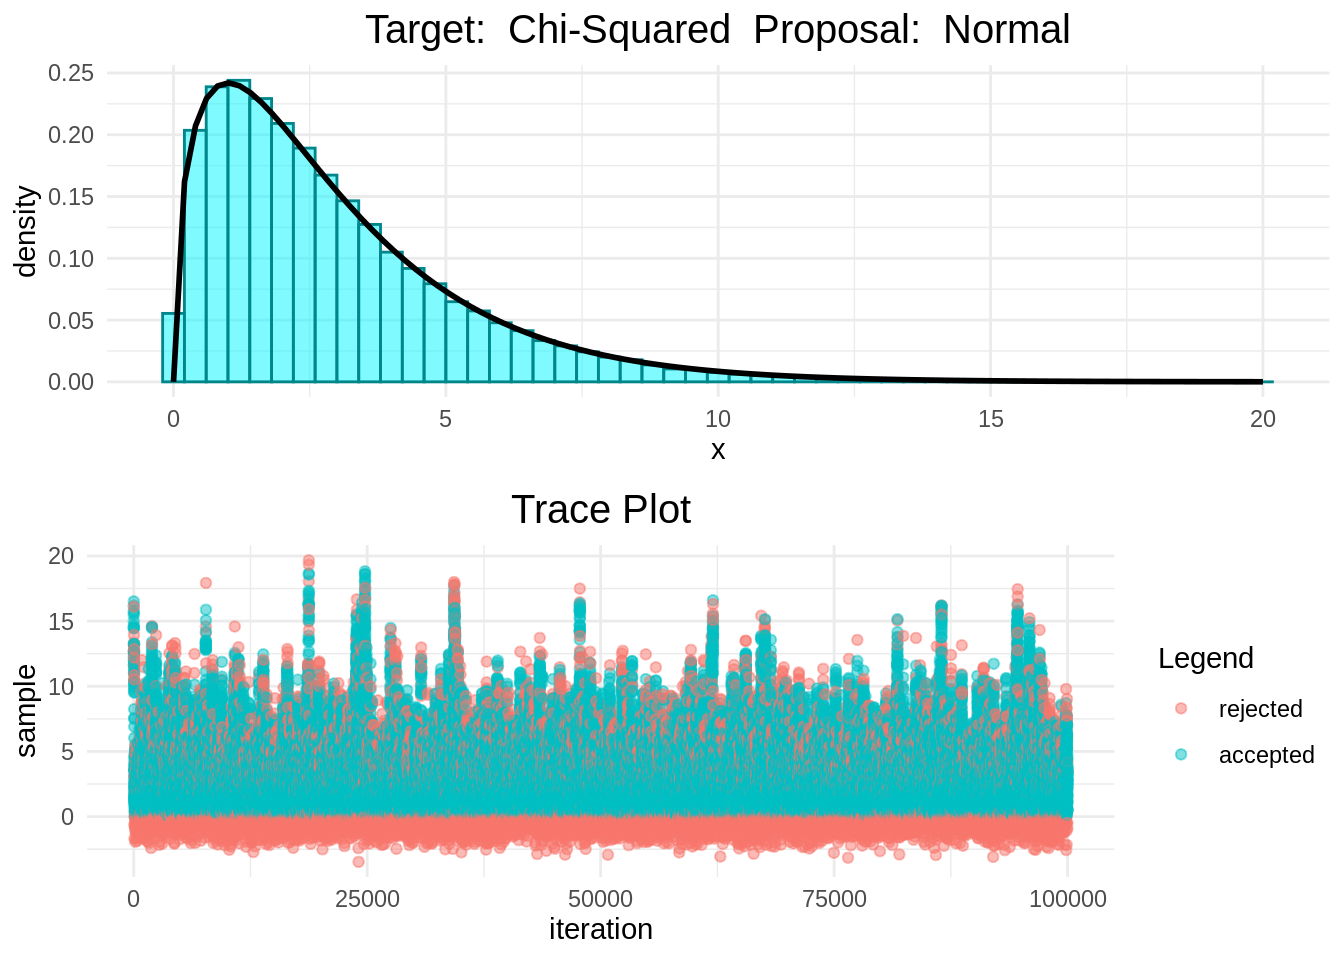 Target:  Chi-Squared  Proposal:  Normal
0.25
0.20
0.15
0.10
0.05
0.00
density
0 5 10 15 20
x
Trace Plot
20
15
10
5
0
sample
0 25000 50000 75000 100000
iteration
Legend
rejected
accepted